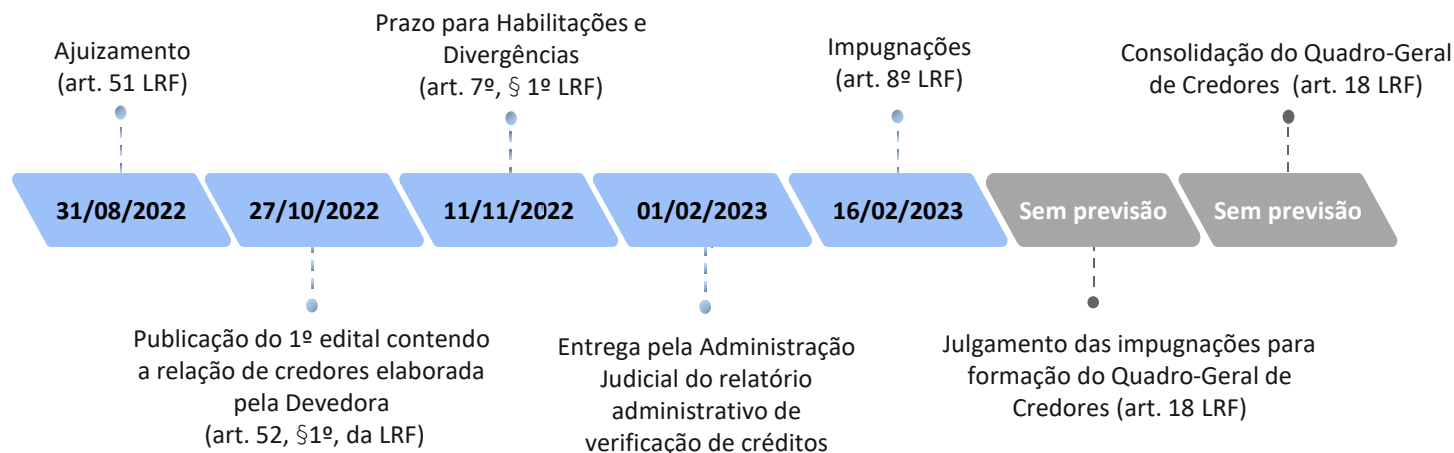 Ajuizamento
(art. 51 LRF)
Prazo para Habilitações e
Divergências
(art. 7º, § 1º LRF)
Impugnações
(art. 8º LRF)
Consolidação do Quadro-Geral
de Credores (art. 18 LRF)
31/08/2022
27/10/2022
11/11/2022
01/02/2023
16/02/2023
Sem previsão
Sem previsão
Publicação do 1º edital contendo
a relação de credores elaborada
pela Devedora
(art. 52, §1º, da LRF)
Entrega pela Administração
Judicial do relatório
administrativo de
verificação de créditos
Julgamento das impugnações para
formação do Quadro-Geral de
Credores (art. 18 LRF)